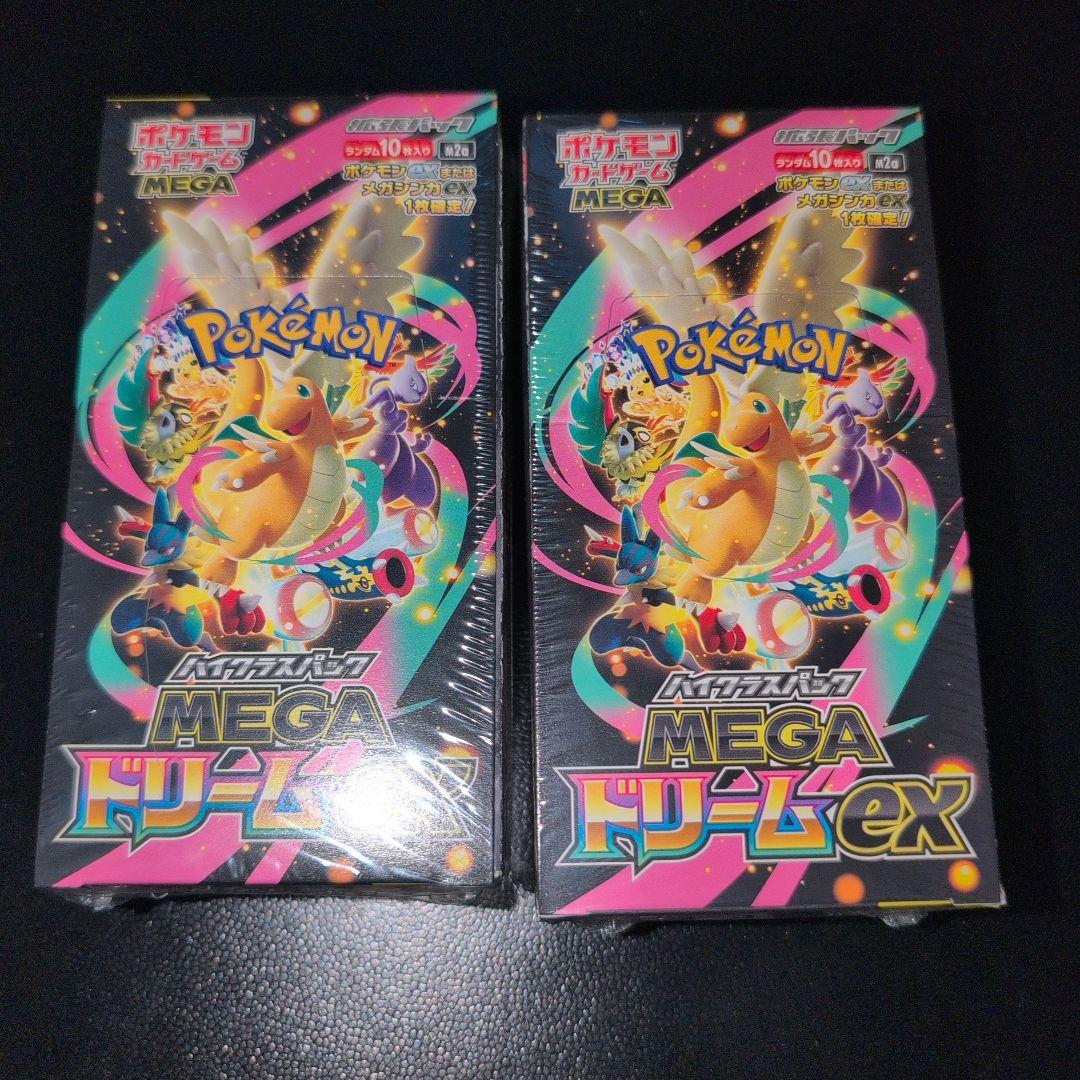 ポケモン
カードゲーム
MEGA
拡張パック
ランダム10枚入り M2a
ポケモンexまたは
メガシンカex
1枚確定!
POKéMON
TM
ハイクラスパック
MEGA
ドリームex
ポケモン
カードゲーム
MEGA
拡張パック
ランダム10枚入り M2a
ポケモンexまたは
メガシンカex
1枚確定!
POKéMON
TM
ハイクラスパック
MEGA
ドリームex